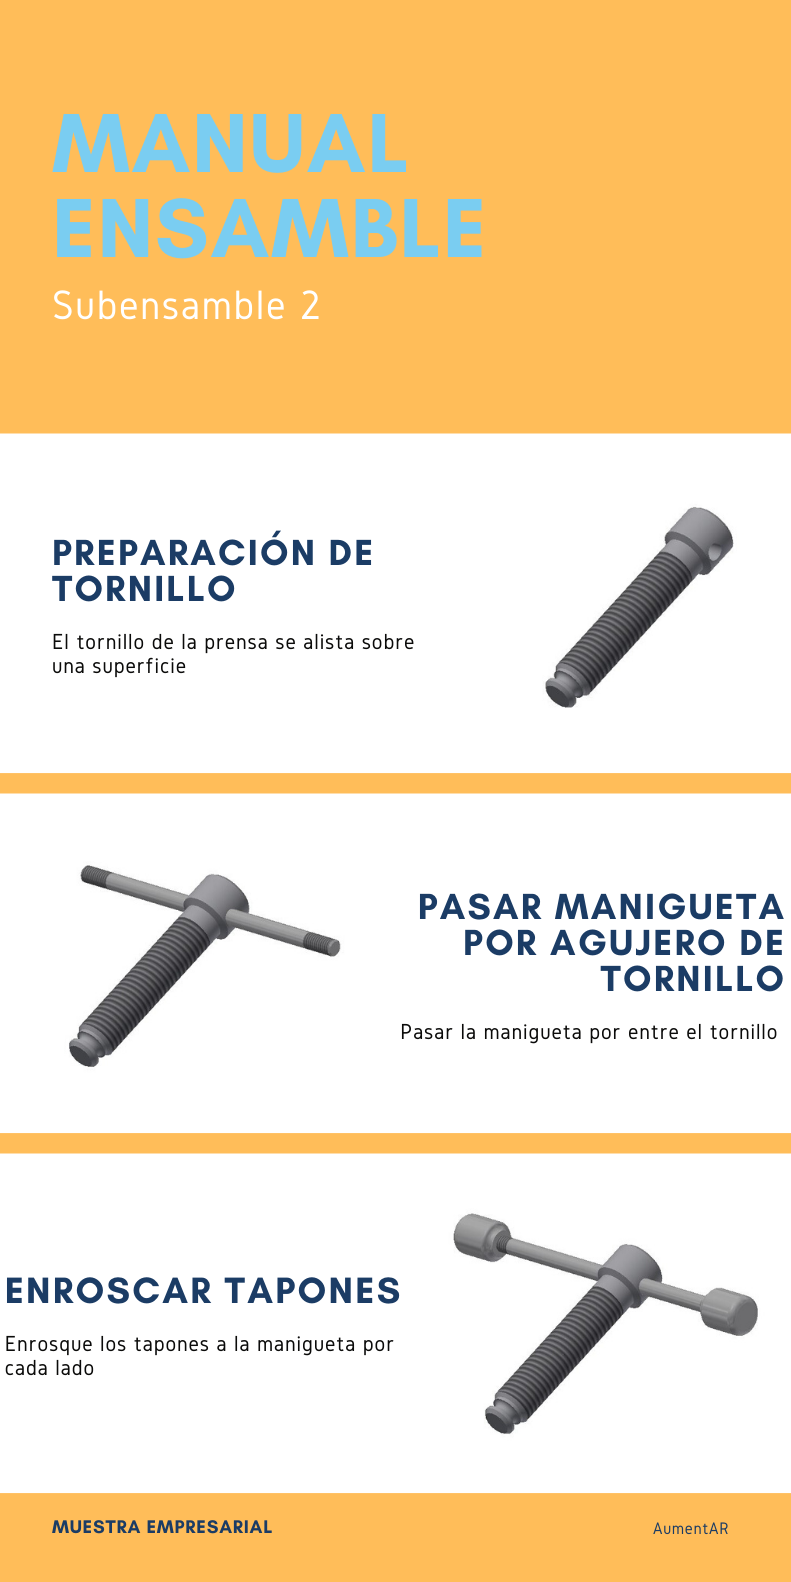 MANUAL
ENSAMBLE
Subensamble 2
PREPARACIÓN DE
TORNILLO
El tornillo de la prensa se alista sobre
una superficie
PASAR MANIGUETA
POR AGUJERO DE
TORNILLO
Pasar la manigueta por entre el tornillo
ENROSCAR TAPONES
Enrosque los tapones a la manigueta por
cada lado
MUESTRA EMPRESARIAL
AumentAR